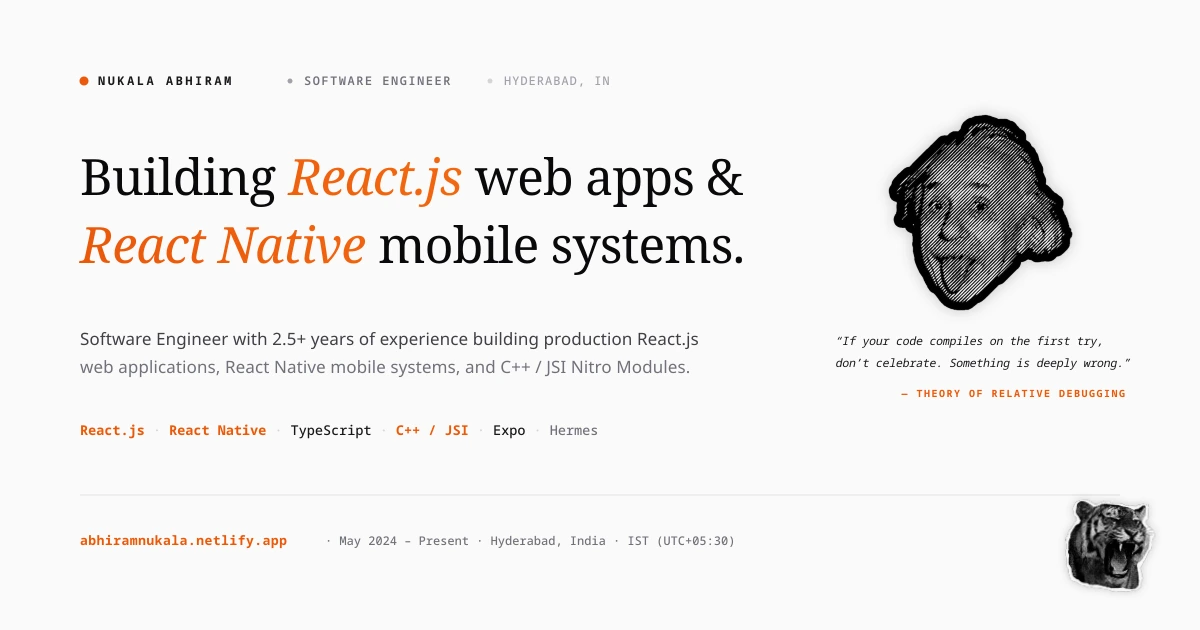 NUKALA ABHIRAM • SOFTWARE ENGINEER • HYDERABAD, IN
Building React.js web apps &
React Native mobile systems.
Software Engineer with 2.5+ years of experience building production React.js
web applications, React Native mobile systems, and C++ / JSI Nitro Modules.
React.js · React Native · TypeScript · C++ / JSI · Expo · Hermes
“If your code compiles on the first try,
don’t celebrate. Something is deeply wrong.”
— THEORY OF RELATIVE DEBUGGING
abhiramnukala.netlify.app · May 2024 – Present · Hyderabad, India · IST (UTC+05:30)